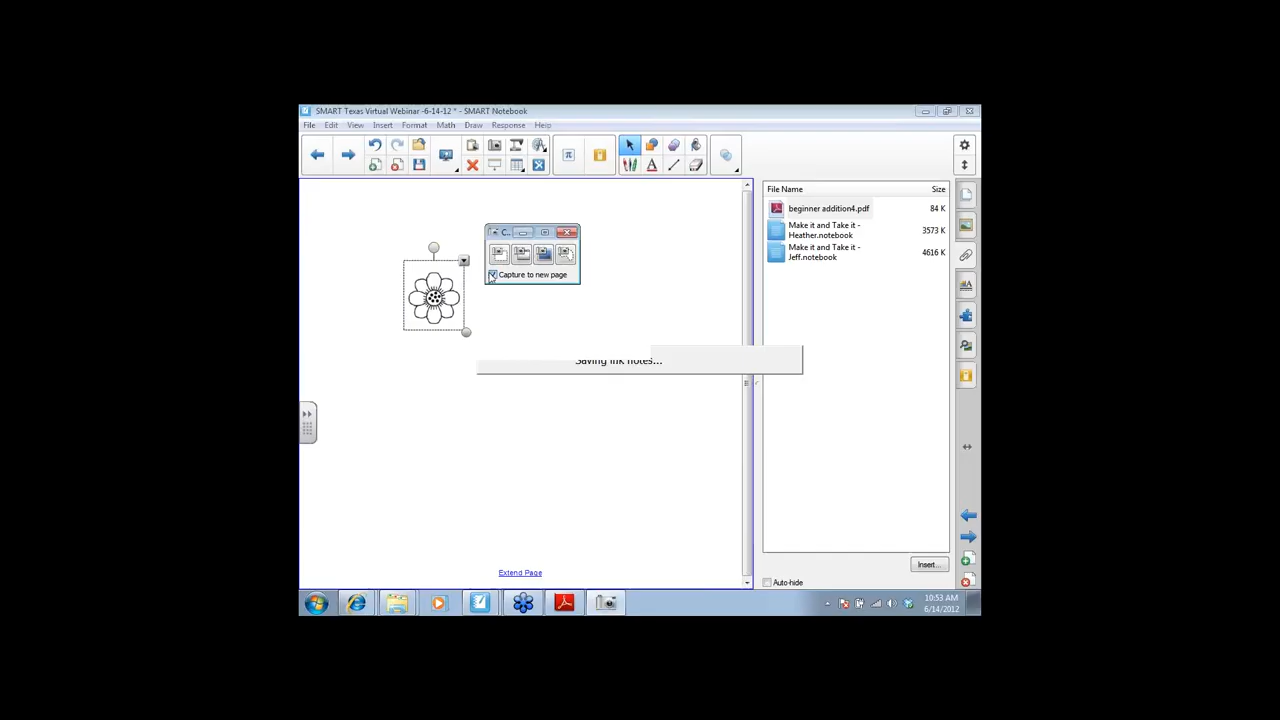 SMART Texas Virtual Webinar -6-14-12 * - SMART Notebook
File Edit View Insert Format Math Draw Response Help
File Name Size
beginner addition4.pdf 84 K
Make it and Take it -
Heather.notebook 3573 K
Make it and Take it -
Jeff.notebook 4616 K
C...
Capture to new page
Saving ink notes...
Extend Page
Insert...
Auto-hide
10:53 AM
6/14/2012